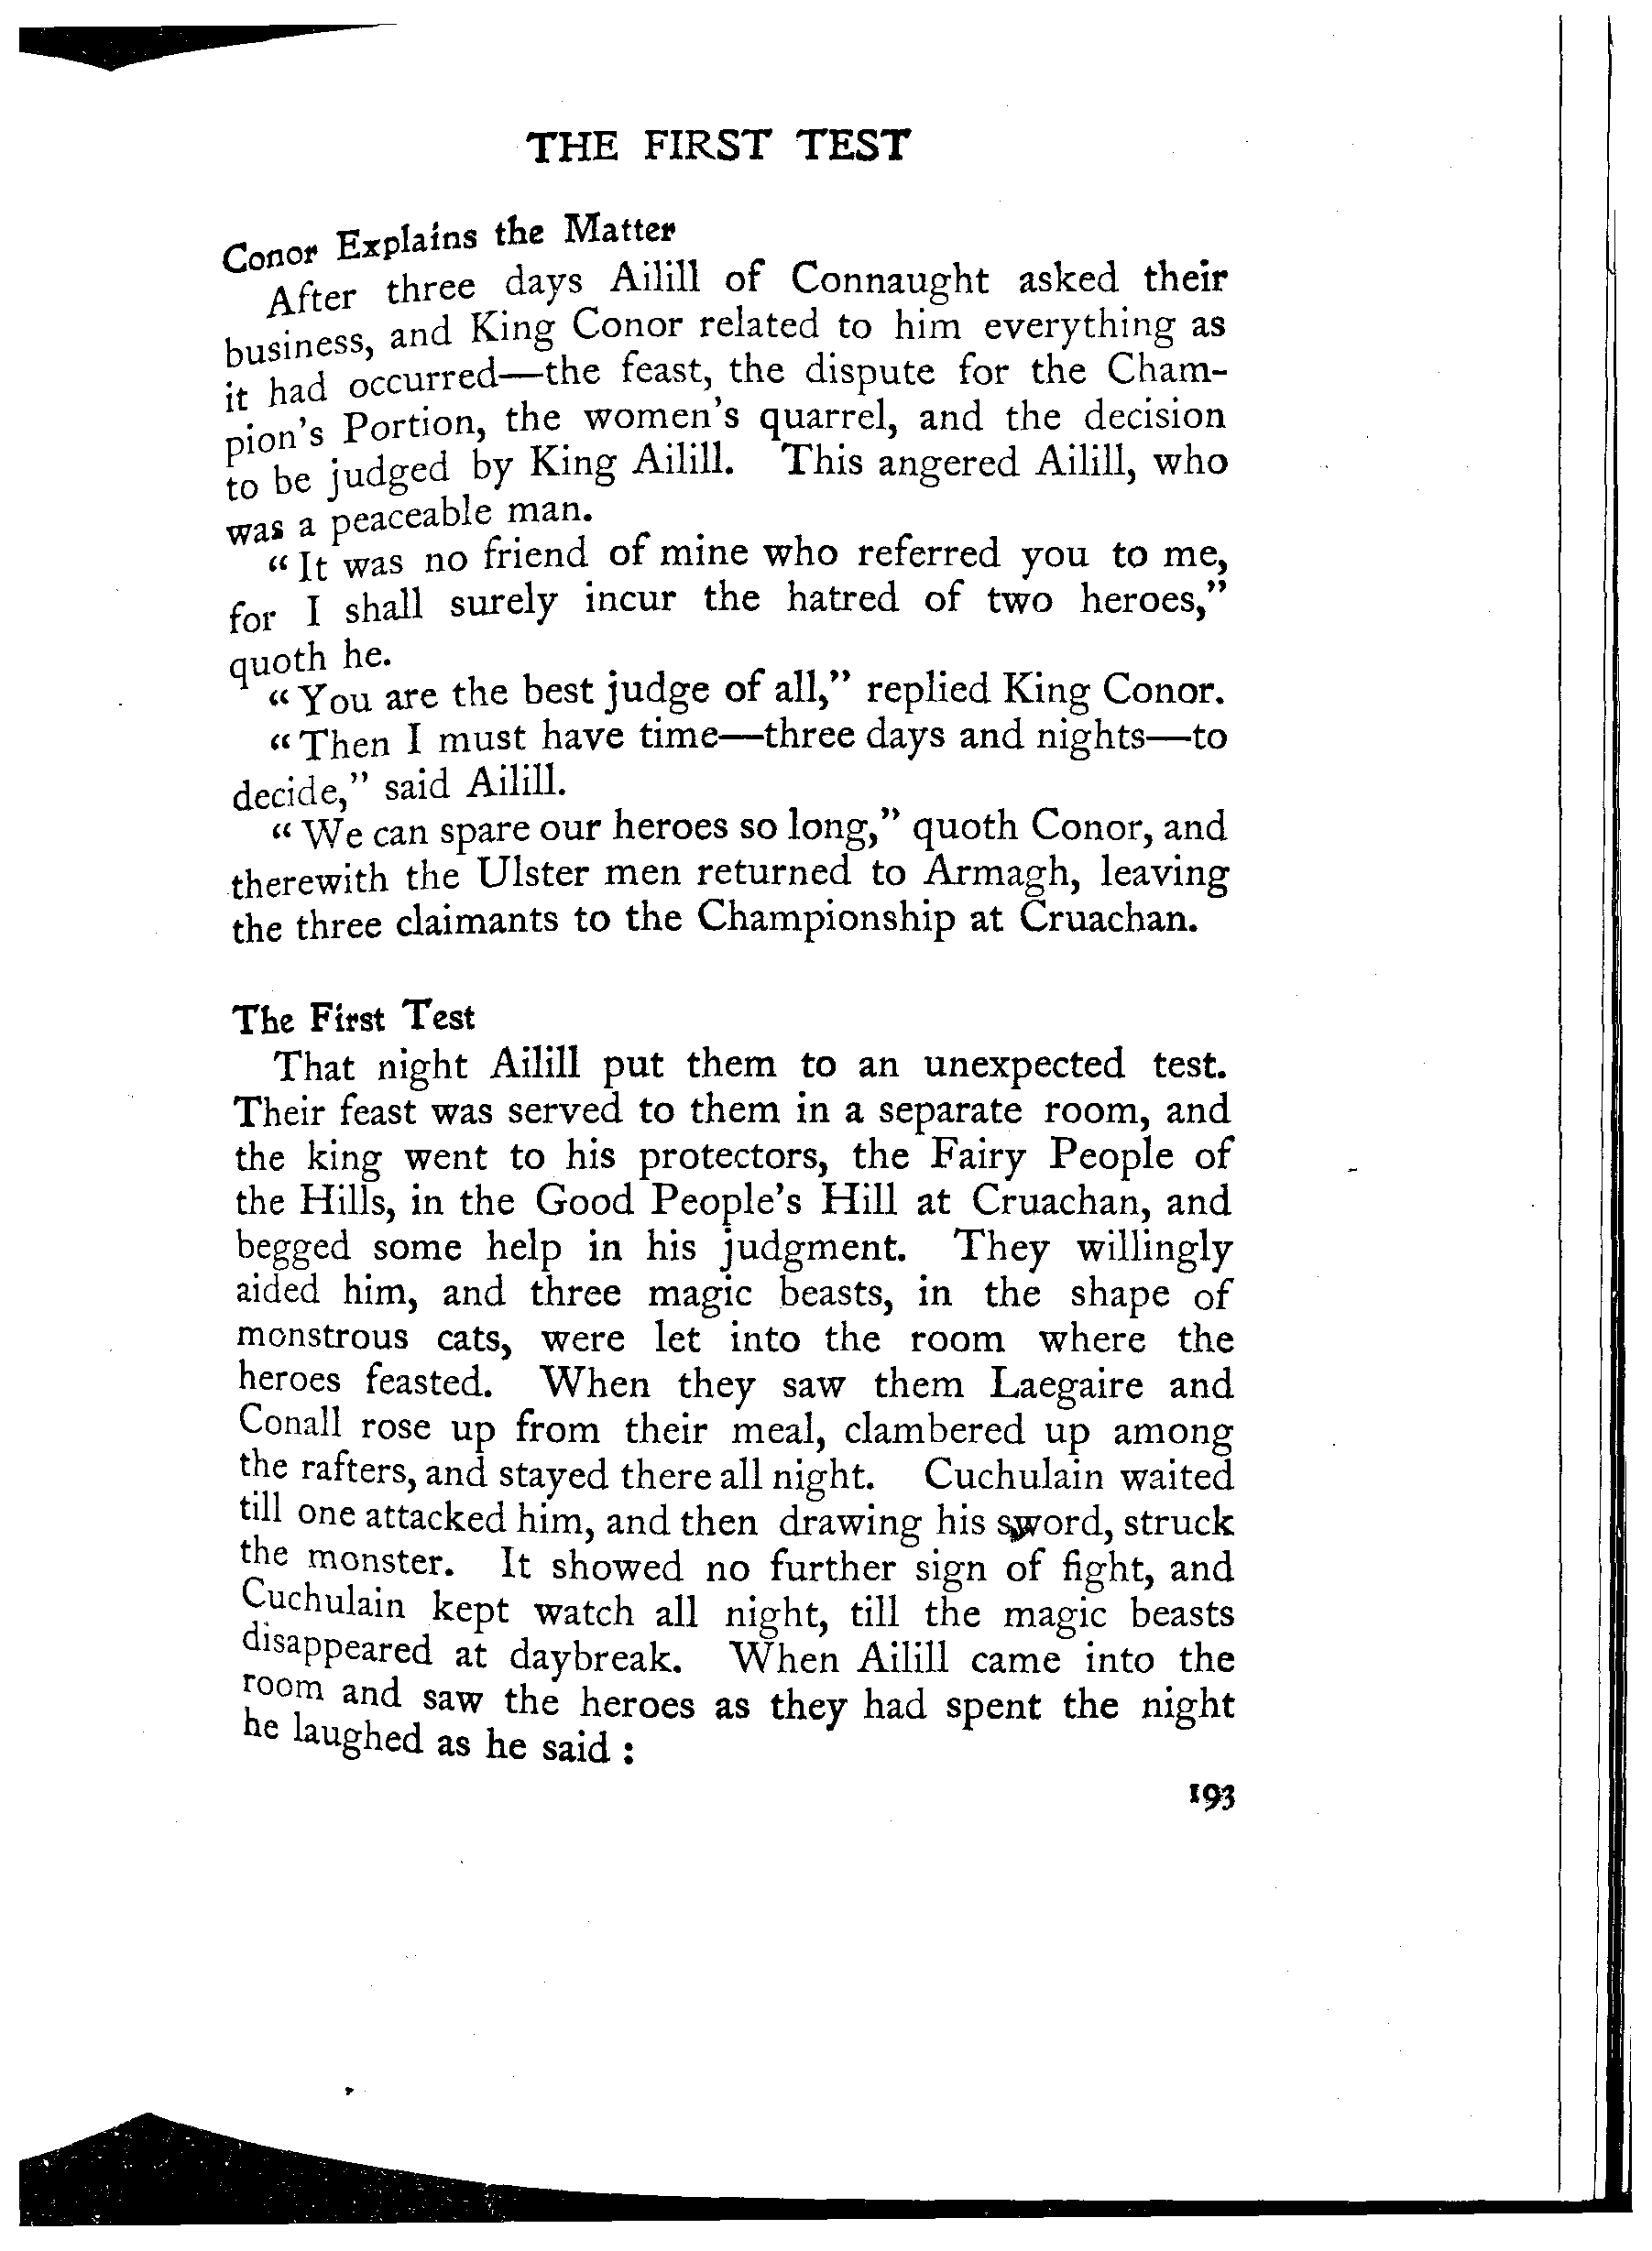 THE FIRST TEST
Conor Explains the Matter
After three days Ailill of Connaught asked their
business, and King Conor related to him everything as
it had occurred—the feast, the dispute for the Cham-
pion's Portion, the women's quarrel, and the decision
to be judged by King Ailill. This angered Ailill, who
was a peaceable man.
“It was no friend of mine who referred you to me,
for I shall surely incur the hatred of two heroes,”
quoth he.
“You are the best judge of all,” replied King Conor.
“Then I must have time—three days and nights—to
decide,” said Ailill.
“We can spare our heroes so long,” quoth Conor, and
therewith the Ulster men returned to Armagh, leaving
the three claimants to the Championship at Cruachan.
The First Test
That night Ailill put them to an unexpected test.
Their feast was served to them in a separate room, and
the king went to his protectors, the Fairy People of
the Hills, in the Good People's Hill at Cruachan, and
begged some help in his judgment. They willingly
aided him, and three magic beasts, in the shape of
monstrous cats, were let into the room where the
heroes feasted. When they saw them Laegaire and
Conall rose up from their meal, clambered up among
the rafters, and stayed there all night. Cuchulain waited
till one attacked him, and then drawing his sword, struck
the monster. It showed no further sign of fight, and
Cuchulain kept watch all night, till the magic beasts
disappeared at daybreak. When Ailill came into the
room and saw the heroes as they had spent the night
he laughed as he said :
193